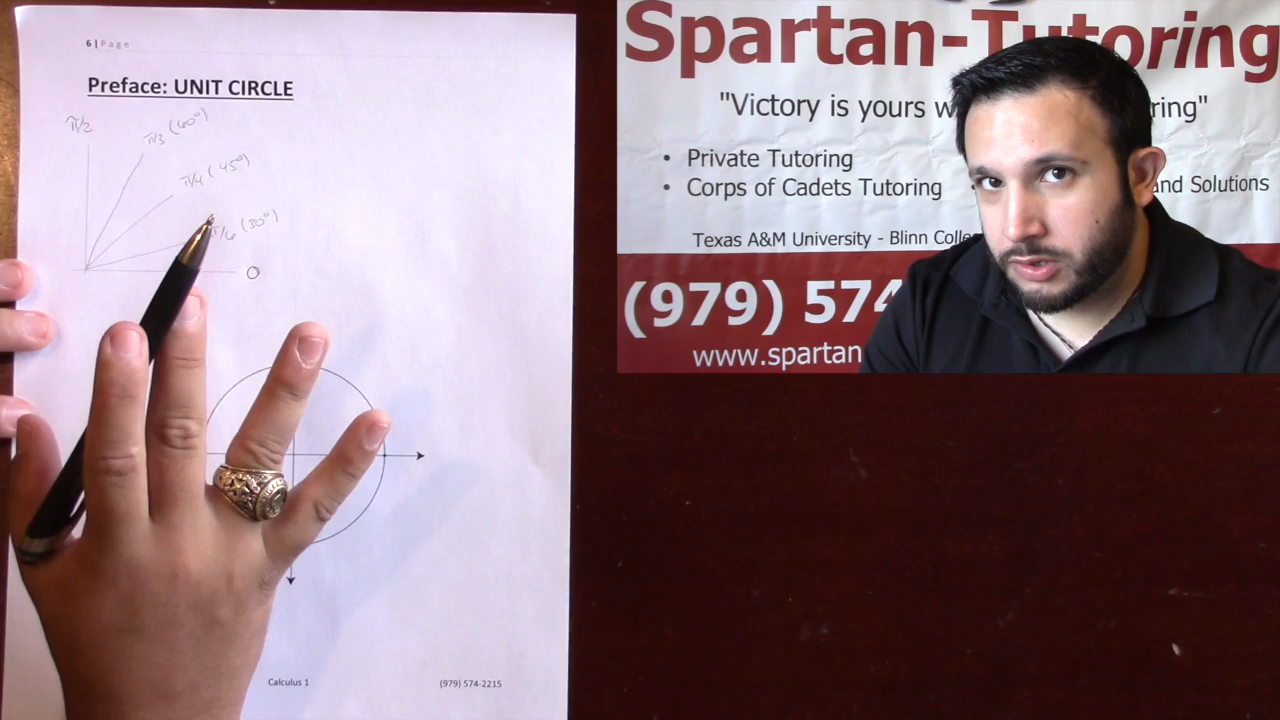 6 | Page
Preface: UNIT CIRCLE
π/2
π/3 (60°)
π/4 (45°)
π/6 (30°)
0
Calculus 1
(979) 574-2215
Spartan-Tutoring
"Victory is yours w ring"
• Private Tutoring
• Corps of Cadets Tutoring and Solutions
Texas A&M University - Blinn Colle
(979) 574
www.spartan